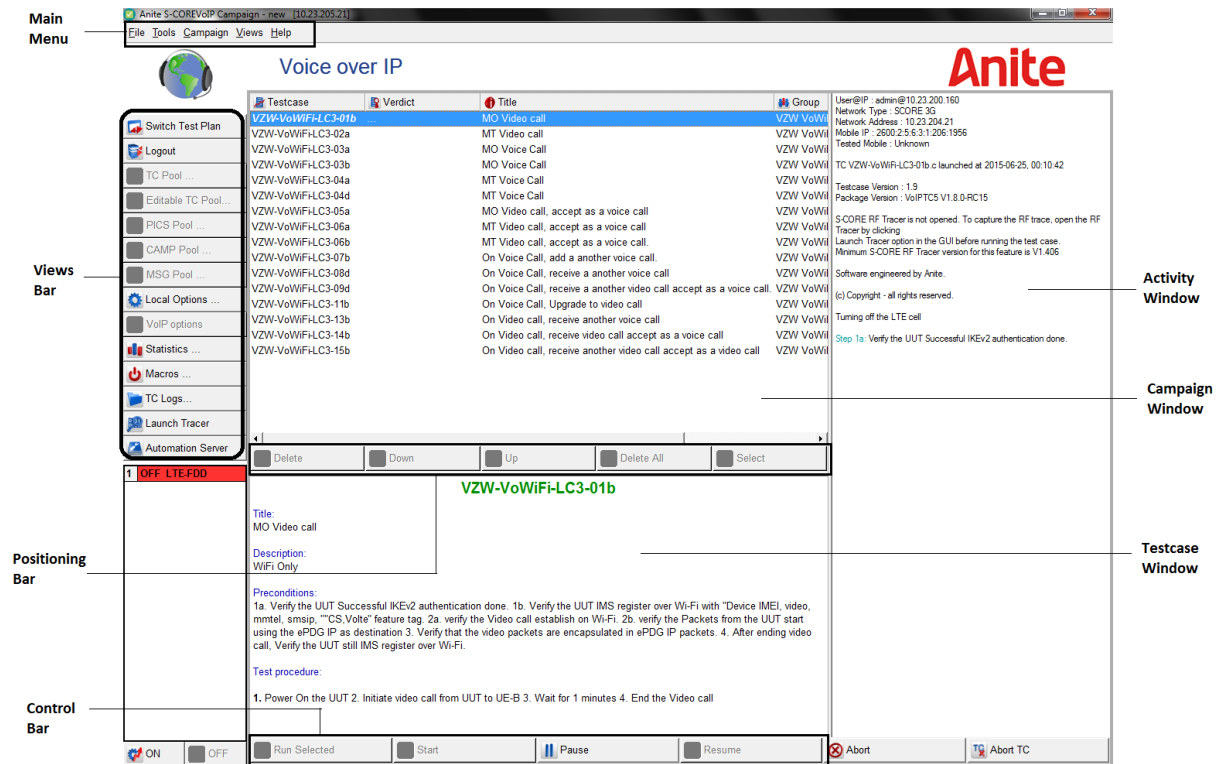 Main
Menu
Anite S-COREVoIP Campaign - new [10.23.205.21]
File Tools Campaign Views Help
Voice over IP
Anite
Views
Bar
Switch Test Plan
Logout
TC Pool ...
Editable TC Pool...
PICS Pool ...
CAMP Pool ...
MSG Pool ...
Local Options ...
VoIP options
Statistics ...
Macros ...
TC Logs...
Launch Tracer
Automation Server
Testcase Verdict Title Group
VZW-VoWiFi-LC3-01b ... MO Video call VZW VoWi
VZW-VoWiFi-LC3-02a MT Video call VZW VoWi
VZW-VoWiFi-LC3-03a MO Voice Call VZW VoWi
VZW-VoWiFi-LC3-03b MO Voice Call VZW VoWi
VZW-VoWiFi-LC3-04a MT Voice Call VZW VoWi
VZW-VoWiFi-LC3-04d MT Voice Call VZW VoWi
VZW-VoWiFi-LC3-05a MO Video call, accept as a voice call VZW VoWi
VZW-VoWiFi-LC3-06a MT Video call, accept as a voice call VZW VoWi
VZW-VoWiFi-LC3-06b MT Video call, accept as a voice call. VZW VoWi
VZW-VoWiFi-LC3-07b On Voice Call, add a another voice call. VZW VoWi
VZW-VoWiFi-LC3-08d On Voice Call, receive a another voice call VZW VoWi
VZW-VoWiFi-LC3-09d On Voice Call, receive a another video call accept as a voice call. VZW VoWi
VZW-VoWiFi-LC3-11b On Voice Call, Upgrade to video call VZW VoWi
VZW-VoWiFi-LC3-13b On Video call, receive another voice call VZW VoWi
VZW-VoWiFi-LC3-14b On Video call, receive video call accept as a voice call VZW VoWi
VZW-VoWiFi-LC3-15b On Video call, receive another video call accept as a video call VZW VoWi
User@IP : admin@10.23.200.160
Network Type : SCORE 3G
Network Address : 10.23.204.21
Mobile IP : 2600:2:5:6:3:1:206:1956
Tested Mobile : Unknown
TC VZW-VoWiFi-LC3-01b.c launched at 2015-06-25, 00:10:42
Testcase Version : 1.9
Package Version : VoIPTC5 V1.8.0-RC15
S-CORE RF Tracer is not opened. To capture the RF trace, open the RF
Tracer by clicking
Launch Tracer option in the GUI before running the test case.
Minimum S-CORE RF Tracer version for this feature is V1.406
Software engineered by Anite.
(c) Copyright - all rights reserved.
Turning off the LTE cell
Step 1a: Verify the UUT Successful IKEv2 authentication done.
Activity
Window
Campaign
Window
Delete Down Up Delete All Select
1 OFF LTE-FDD
VZW-VoWiFi-LC3-01b
Title:
MO Video call
Description:
WiFi Only
Preconditions:
1a. Verify the UUT Successful IKEv2 authentication done. 1b. Verify the UUT IMS register over Wi-Fi with "Device IMEI, video,
mmtel, smsip, ""CS,Volte" feature tag. 2a. verify the Video call establish on Wi-Fi. 2b. verify the Packets from the UUT start
using the ePDG IP as destination 3. Verify that the video packets are encapsulated in ePDG IP packets. 4. After ending video
call, Verify the UUT still IMS register over Wi-Fi.
Test procedure:
1. Power On the UUT 2. Initiate video call from UUT to UE-B 3. Wait for 1 minutes 4. End the Video call
Positioning
Bar
Testcase
Window
Control
Bar
ON OFF Run Selected Start Pause Resume Abort Abort TC